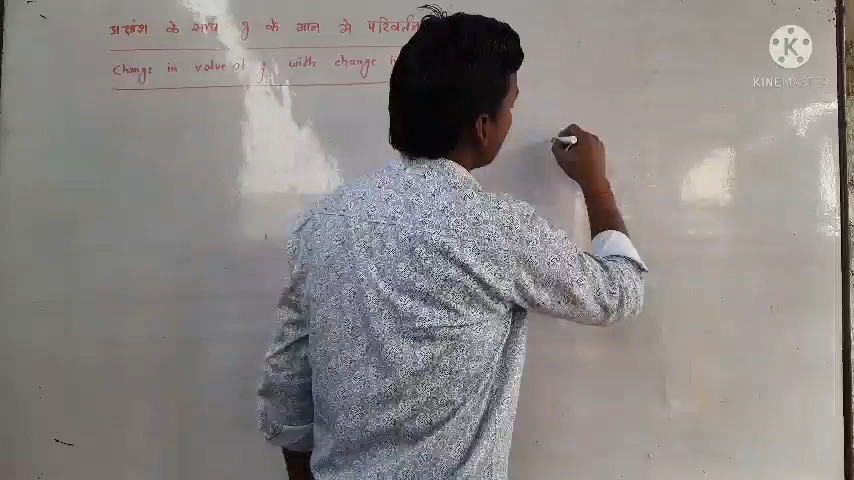 अक्षांश के साथ g के मान मे परिवर्तन
Change in value of g with change
KINEMASTER